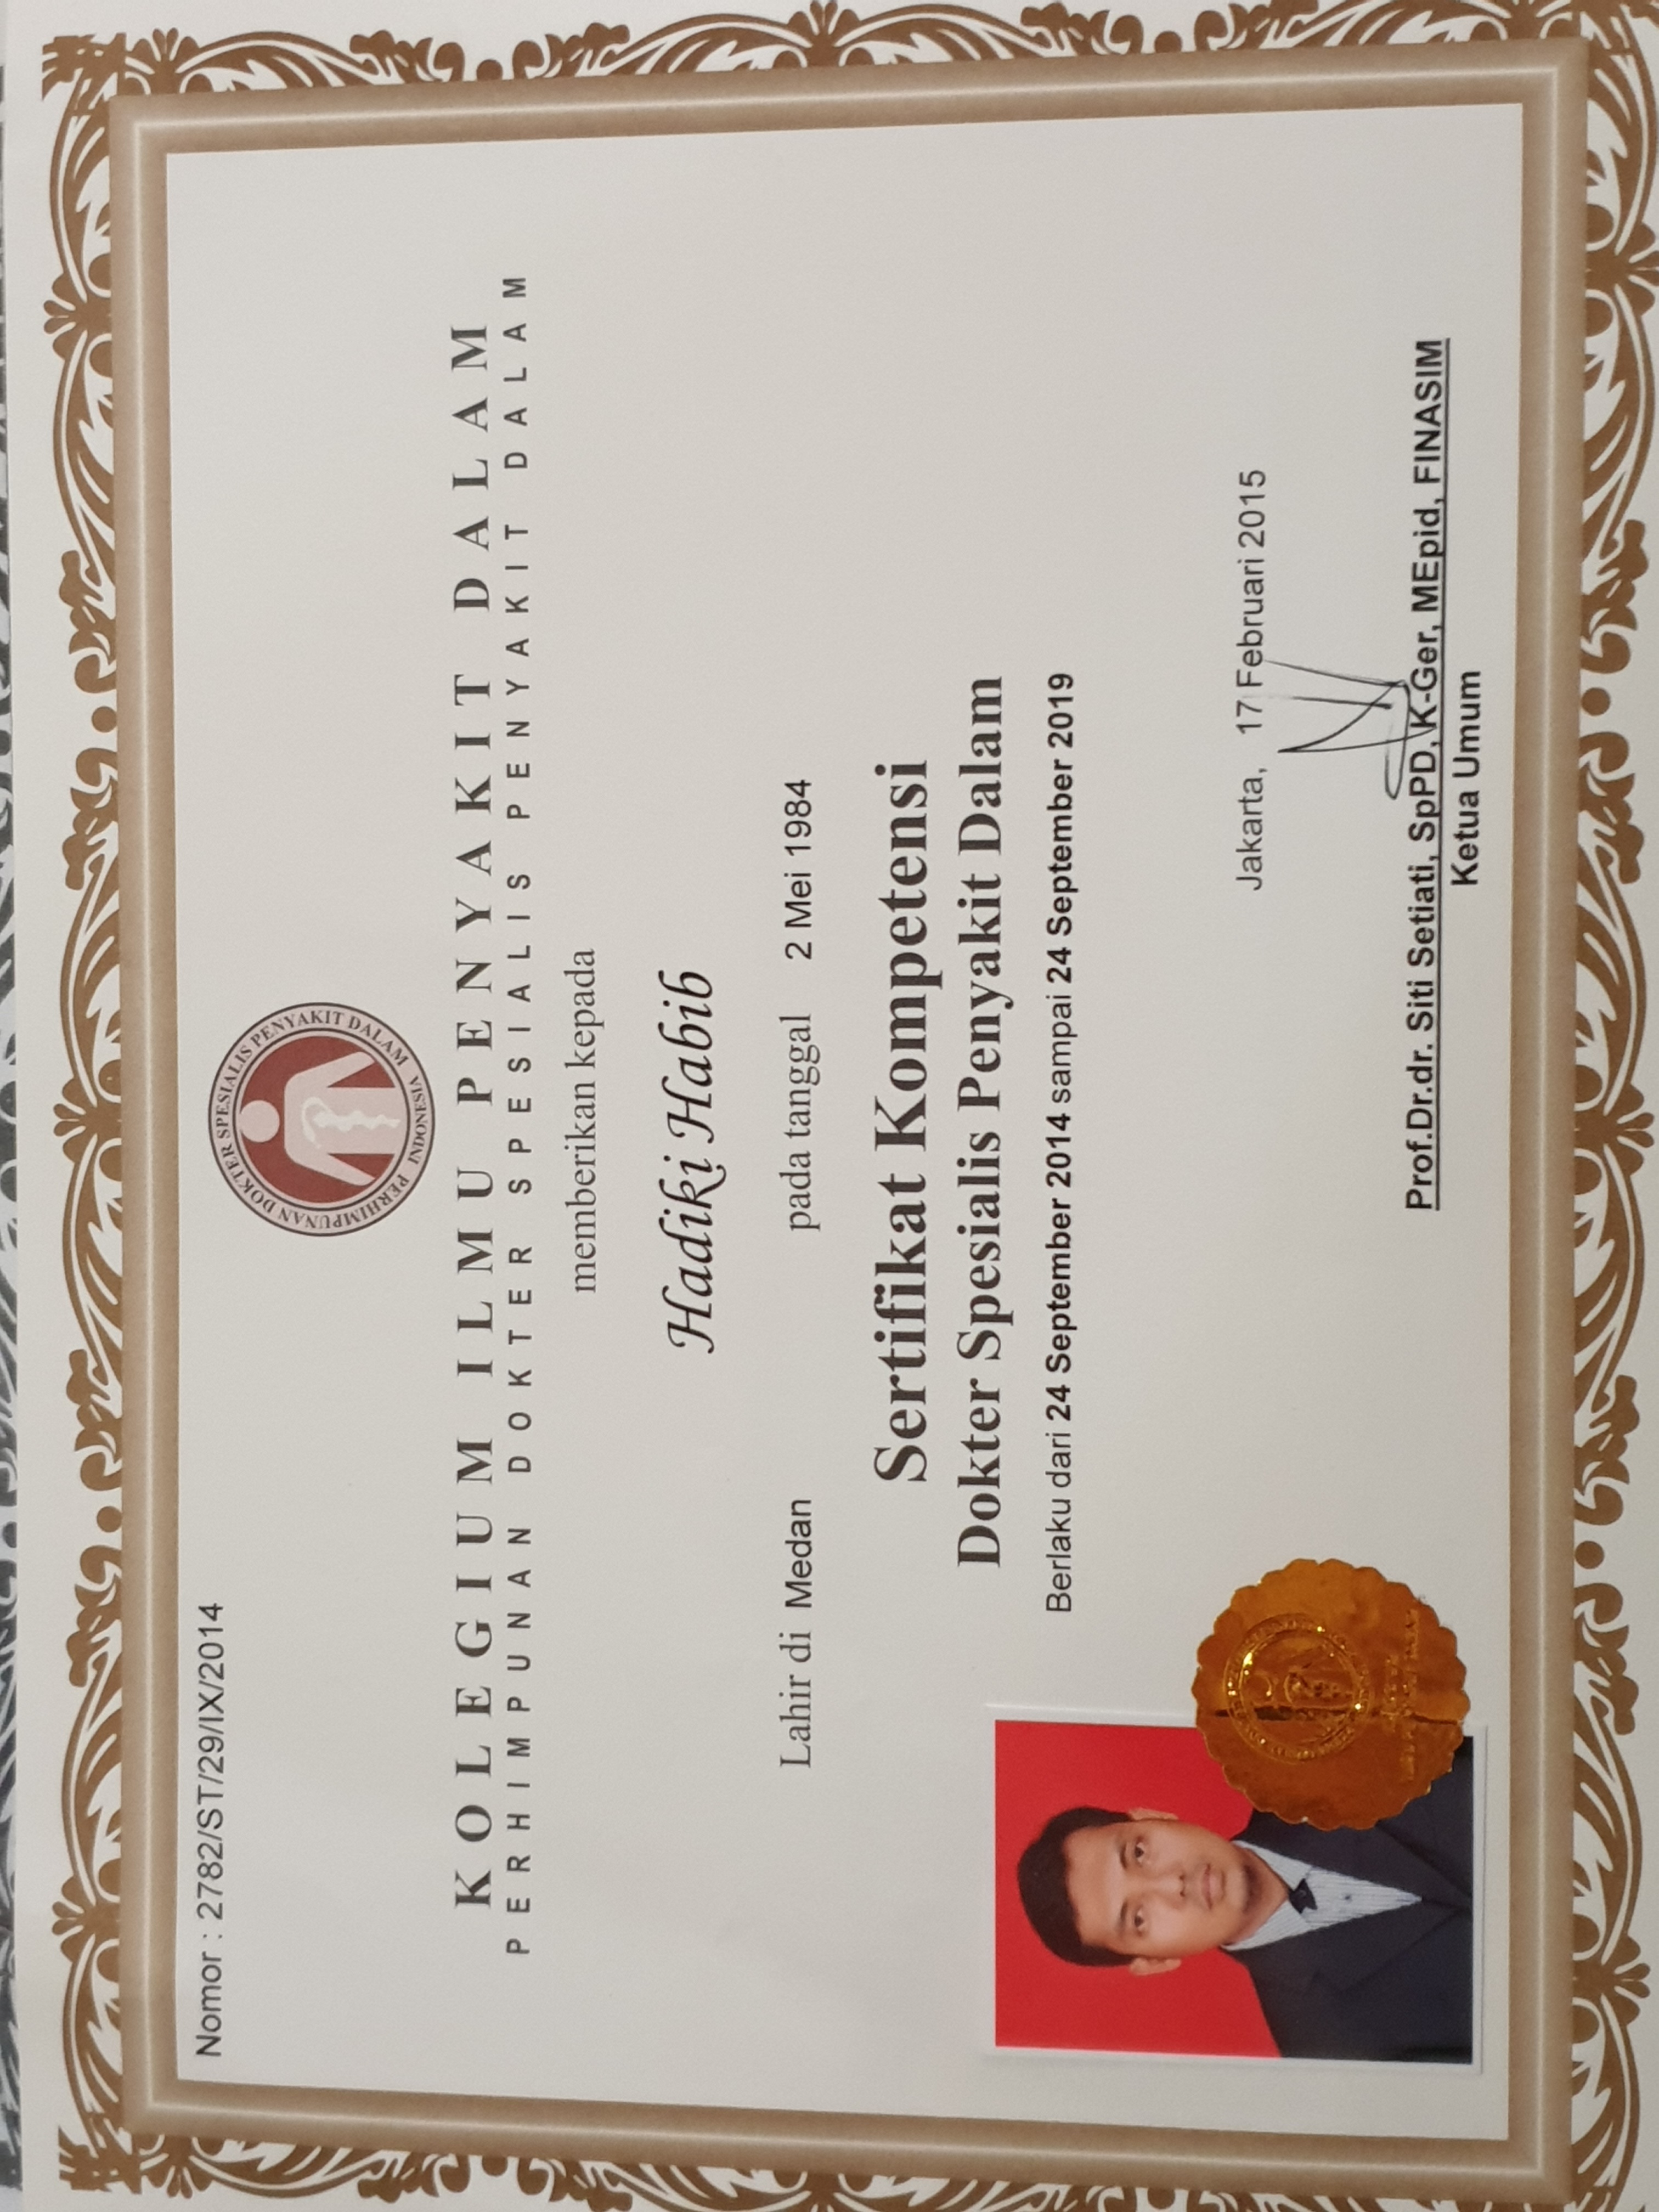 Nomor : 2782/ST/29/IX/2014
PERHIMPUNAN DOKTER SPESIALIS PENYAKIT DALAM INDONESIA
KOLEGIUM ILMU PENYAKIT DALAM
PERHIMPUNAN DOKTER SPESIALIS PENYAKIT DALAM
memberikan kepada
Hadiki Habib
Lahir di Medan pada tanggal 2 Mei 1984
Sertifikat Kompetensi
Dokter Spesialis Penyakit Dalam
Berlaku dari 24 September 2014 sampai 24 September 2019
Jakarta, 17 Februari 2015
Prof.Dr.dr. Siti Setiati, SpPD, K-Ger, MEpid, FINASIM
Ketua Umum